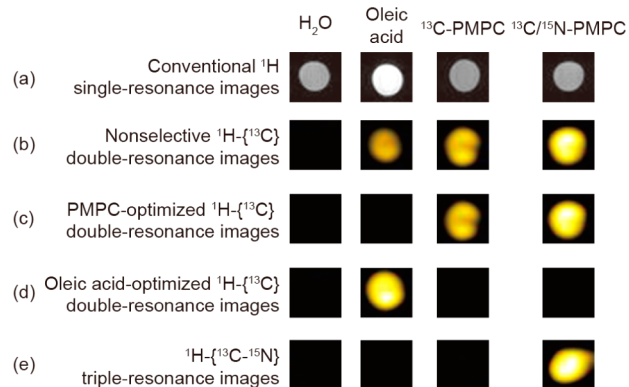 H₂O Oleic acid ¹³C-PMPC ¹³C/¹⁵N-PMPC
(a) Conventional ¹H
single-resonance images
(b) Nonselective ¹H-{¹³C}
double-resonance images
(c) PMPC-optimized ¹H-{¹³C}
double-resonance images
(d) Oleic acid-optimized ¹H-{¹³C}
double-resonance images
(e) ¹H-{¹³C-¹⁵N}
triple-resonance images